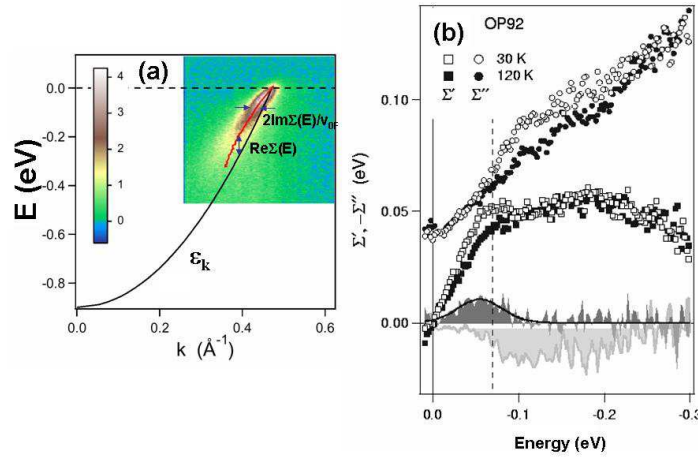 (a)
4
3
2
1
0
2ImΣ(E)/v₀F
ReΣ(E)
εk
E (eV)
0.0
-0.2
-0.4
-0.6
-0.8
0.0
0.2
0.4
0.6
k (Å⁻¹)
(b)
OP92
30 K
120 K
Σ′ Σ″
Σ′, −Σ″ (eV)
0.10
0.05
0.00
0.0
-0.1
-0.2
-0.3
Energy (eV)